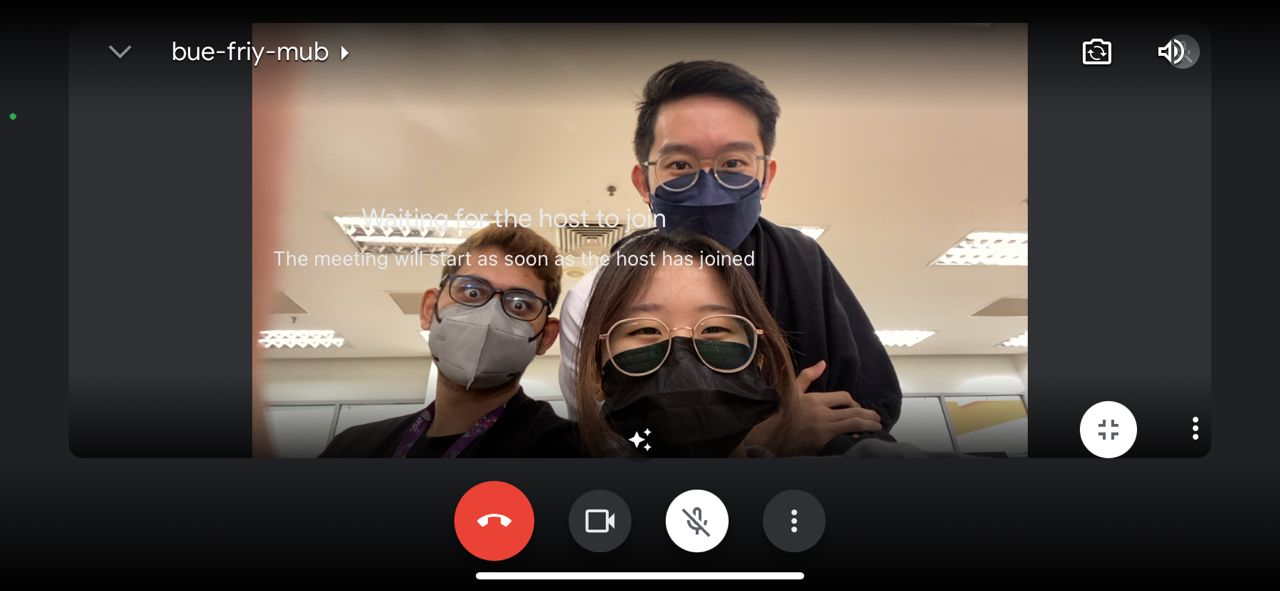 bue-friy-mub
Waiting for the host to join
The meeting will start as soon as the host has joined